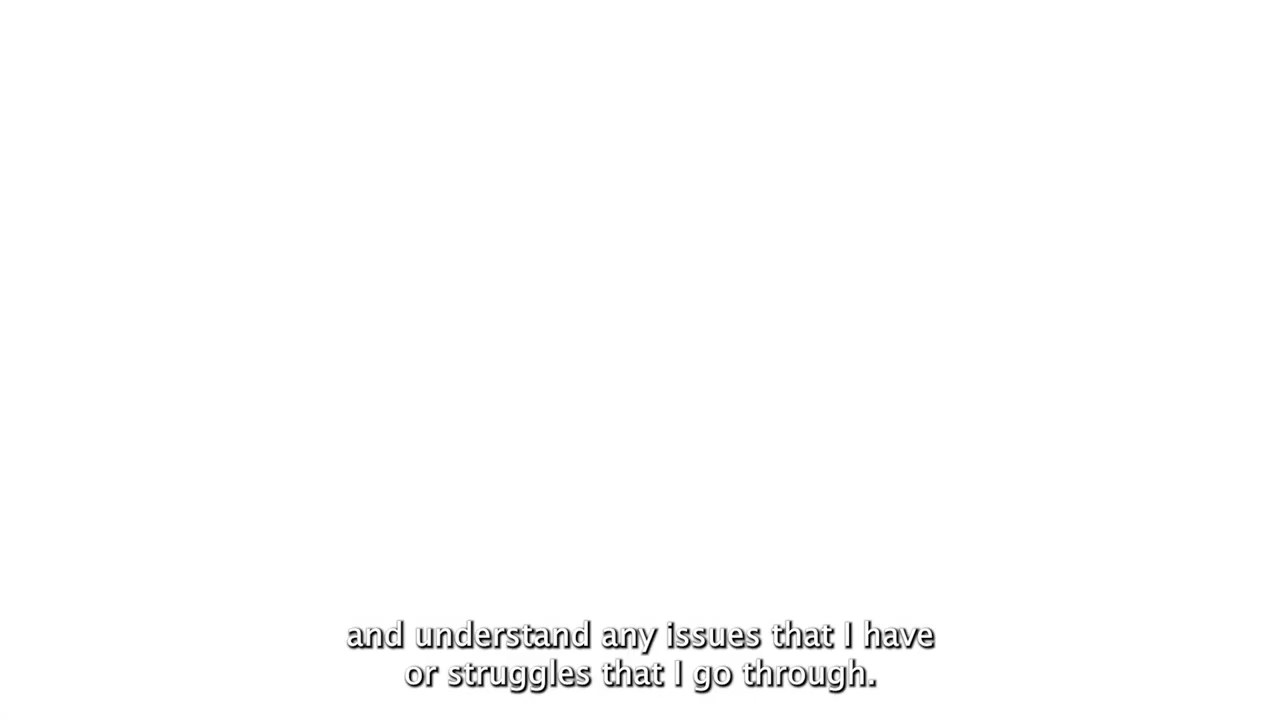 and understand any issues that I have
or struggles that I go through.